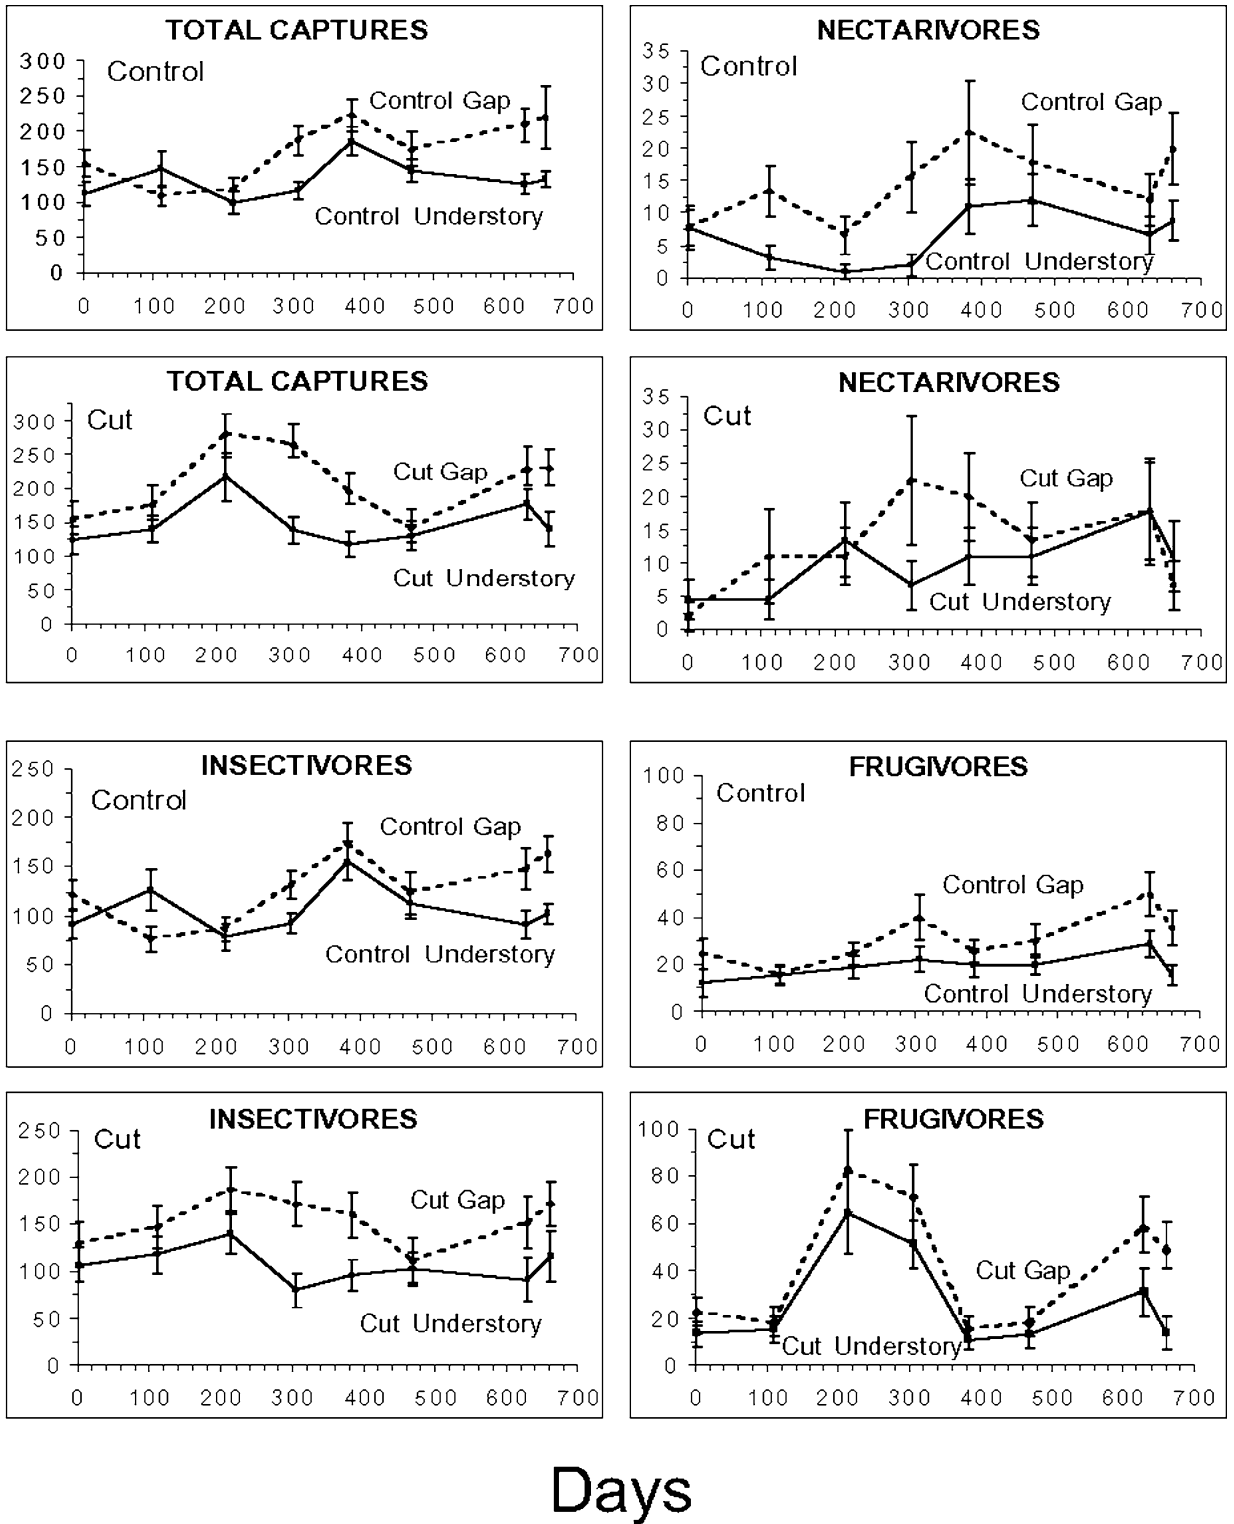 TOTAL CAPTURES
Control
Control Gap
Control Understory
300
250
200
150
100
50
0
0 100 200 300 400 500 600 700
NECTARIVORES
Control
Control Gap
Control Understory
35
30
25
20
15
10
5
0
0 100 200 300 400 500 600 700
TOTAL CAPTURES
Cut
Cut Gap
Cut Understory
300
250
200
150
100
50
0
0 100 200 300 400 500 600 700
NECTARIVORES
Cut
Cut Gap
Cut Understory
35
30
25
20
15
10
5
0
0 100 200 300 400 500 600 700
INSECTIVORES
Control
Control Gap
Control Understory
250
200
150
100
50
0
0 100 200 300 400 500 600 700
FRUGIVORES
Control
Control Gap
Control Understory
100
80
60
40
20
0
0 100 200 300 400 500 600 700
INSECTIVORES
Cut
Cut Gap
Cut Understory
250
200
150
100
50
0
0 100 200 300 400 500 600 700
FRUGIVORES
Cut
Cut Gap
Cut Understory
100
80
60
40
20
0
0 100 200 300 400 500 600 700
Days